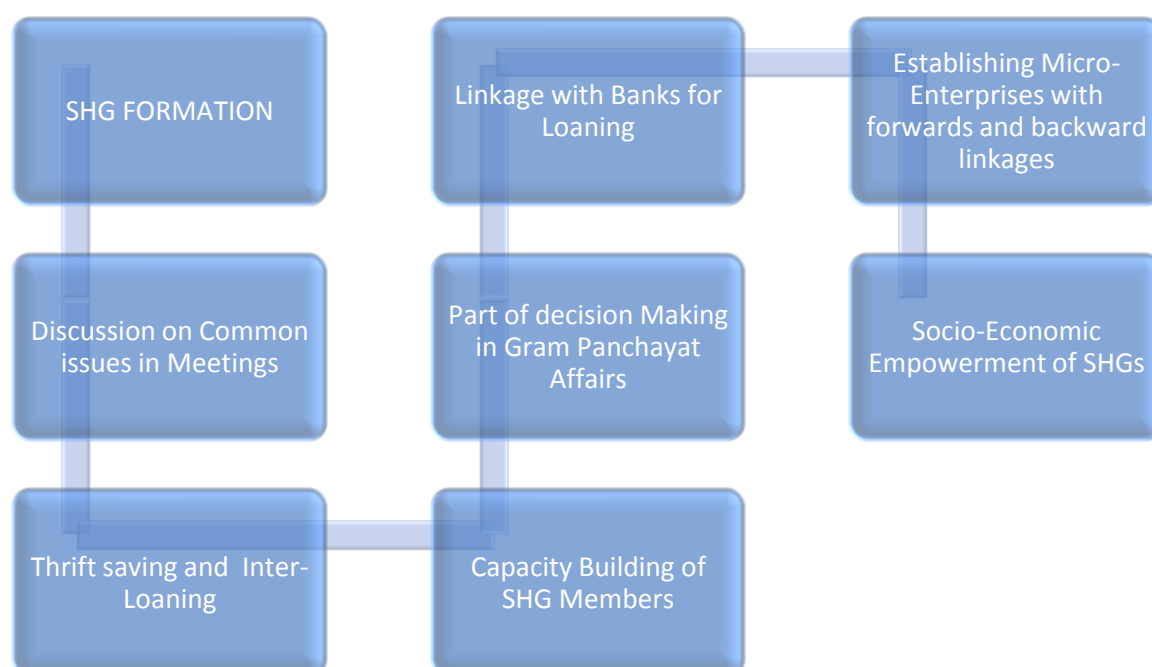 SHG FORMATION
Discussion on Common
issues in Meetings
Thrift saving and Inter-
Loaning
Capacity Building of
SHG Members
Part of decision Making
in Gram Panchayat
Affairs
Linkage with Banks for
Loaning
Establishing Micro-
Enterprises with
forwards and backward
linkages
Socio-Economic
Empowerment of SHGs